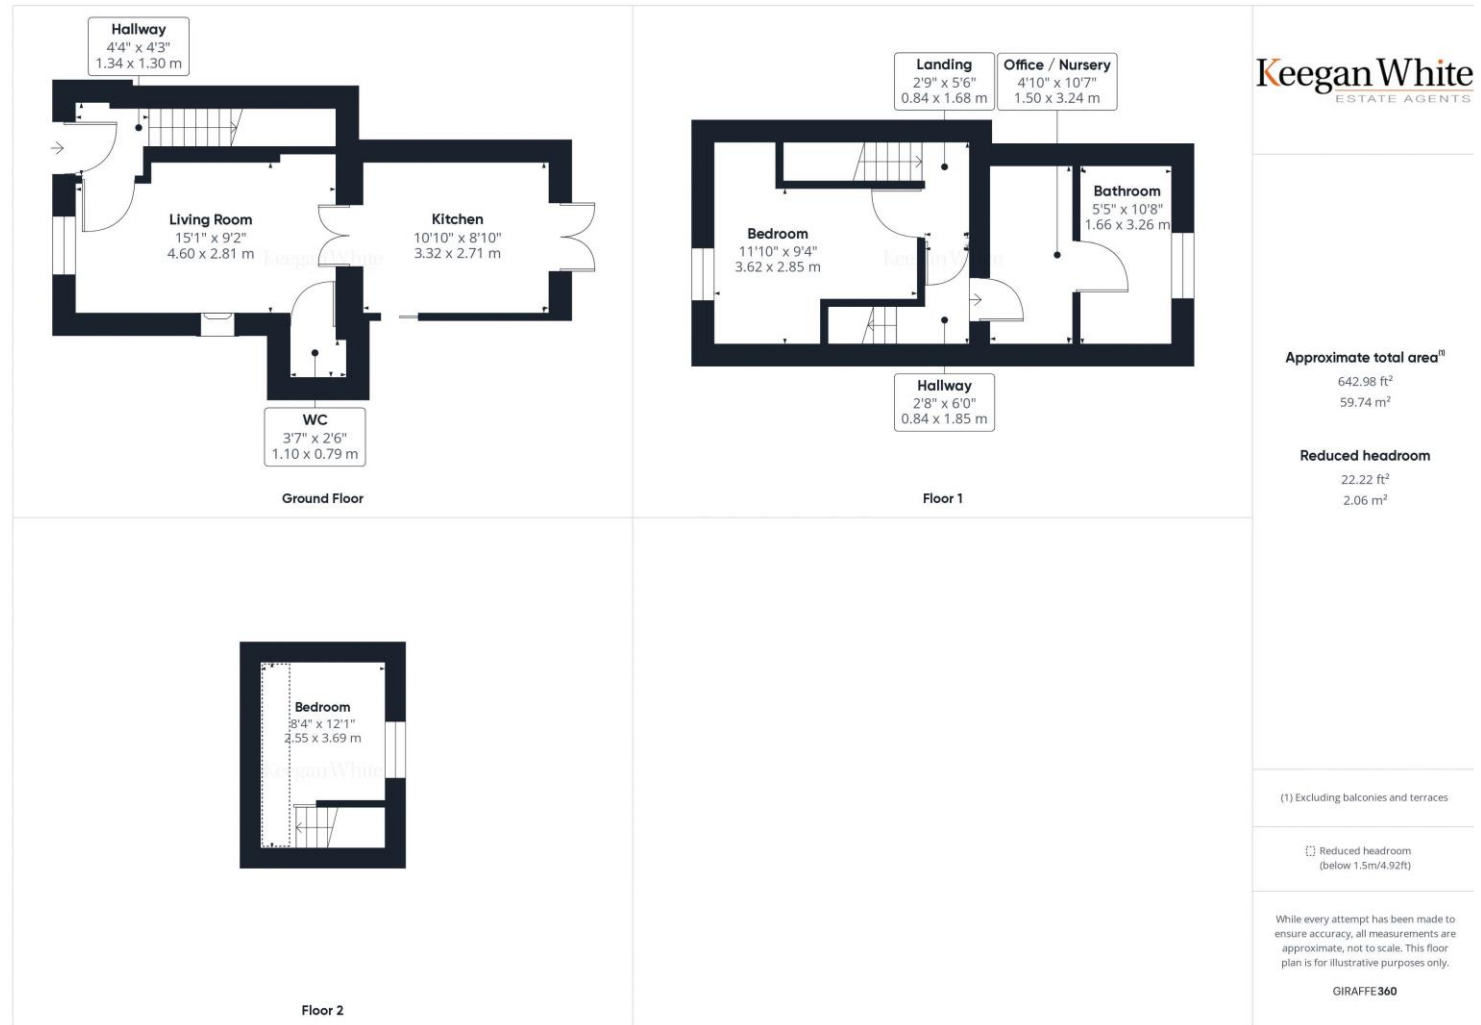 Hallway
4'4" x 4'3"
1.34 x 1.30 m
Living Room
15'1" x 9'2"
4.60 x 2.81 m
Keegan White
Kitchen
10'10" x 8'10"
3.32 x 2.71 m
WC
3'7" x 2'6"
1.10 x 0.79 m
Ground Floor
Landing
2'9" x 5'6"
0.84 x 1.68 m
Office / Nursery
4'10" x 10'7"
1.50 x 3.24 m
Bathroom
5'5" x 10'8"
1.66 x 3.26 m
Bedroom
11'10" x 9'4"
3.62 x 2.85 m
Keegan White
Hallway
2'8" x 6'0"
0.84 x 1.85 m
Floor 1
Bedroom
8'4" x 12'1"
2.55 x 3.69 m
Keegan White
Floor 2
Keegan White
ESTATE AGENTS
Approximate total area(1)
642.98 ft²
59.74 m²
Reduced headroom
22.22 ft²
2.06 m²
(1) Excluding balconies and terraces
Reduced headroom
(below 1.5m/4.92ft)
While every attempt has been made to
ensure accuracy, all measurements are
approximate, not to scale. This floor
plan is for illustrative purposes only.
GIRAFFE360